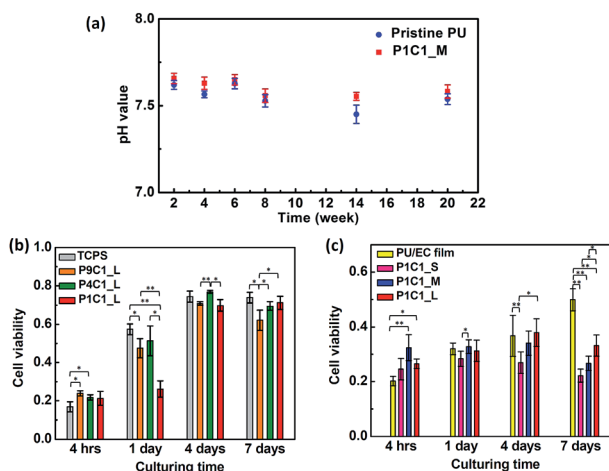 (a)
Pristine PU
P1C1_M
8.0
7.5
7.0
pH value
2 4 6 8 10 12 14 16 18 20 22
Time (week)
(b)
TCPS
P9C1_L
P4C1_L
P1C1_L
1.0
0.8
0.6
0.4
0.2
0.0
Cell viability
* * * ** ** * ** * * * *
4 hrs 1 day 4 days 7 days
Culturing time
(c)
PU/EC film
P1C1_S
P1C1_M
P1C1_L
0.6
0.4
0.2
0.0
Cell viability
** * * ** * ** ** ** * *
4 hrs 1 day 4 days 7 days
Culturing time